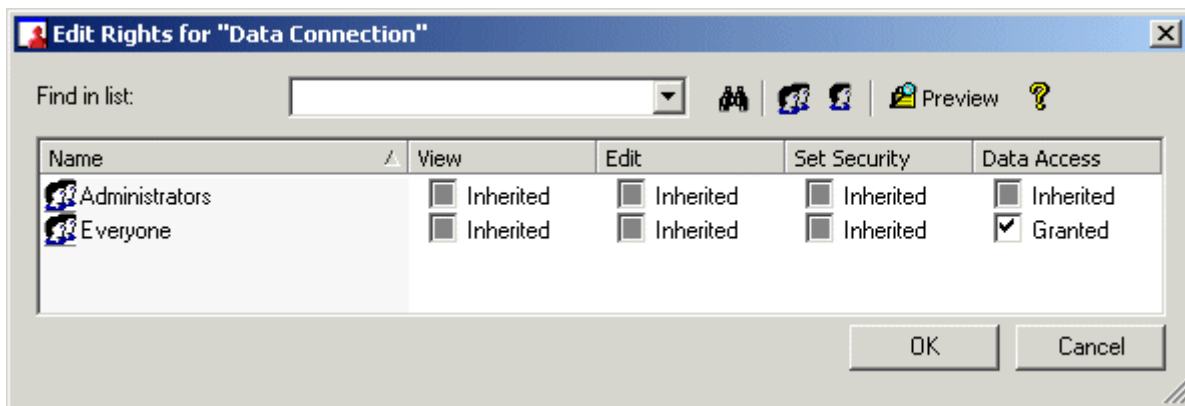 Edit Rights for "Data Connection"
Find in list:
Preview
Name View Edit Set Security Data Access
Administrators Inherited Inherited Inherited Inherited
Everyone Inherited Inherited Inherited Granted
OK Cancel